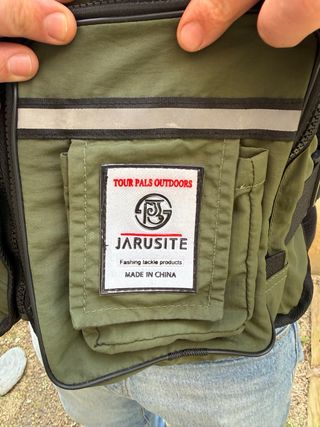 TOUR PALS OUTDOORS
JARUSITE
Fashing tackle products
MADE IN CHINA